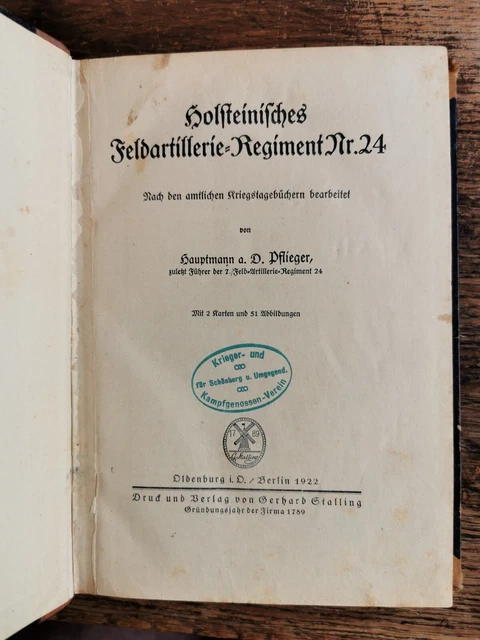 Holsteinisches
Feldartillerie-Regiment Nr. 24
Nach den amtlichen Kriegstagebüchern bearbeitet
von
Hauptmann a. D. Pflieger,
zuletzt Führer der 7./Feld-Artillerie-Regiment 24
Mit 2 Karten und 51 Abbildungen
Krieger- und
für Schönberg u. Umgegend.
Kampfgenossen-Verein
17 89
G. Stalling
Oldenburg i. O. / Berlin 1922
Druck und Verlag von Gerhard Stalling
Gründungsjahr der Firma 1789